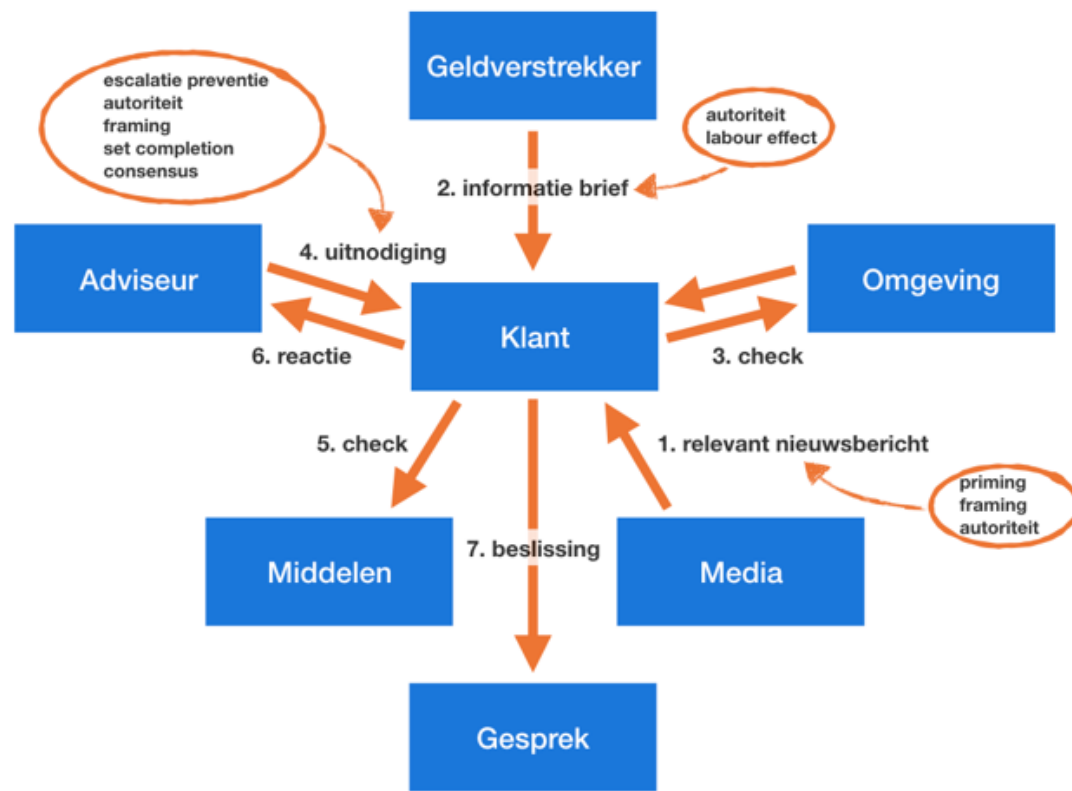 Geldverstrekker
escalatie preventie
autoriteit
framing
set completion
consensus
autoriteit
labour effect
2. informatie brief
4. uitnodiging
Adviseur
Omgeving
Klant
6. reactie
3. check
5. check
1. relevant nieuwsbericht
priming
framing
autoriteit
Middelen
7. beslissing
Media
Gesprek